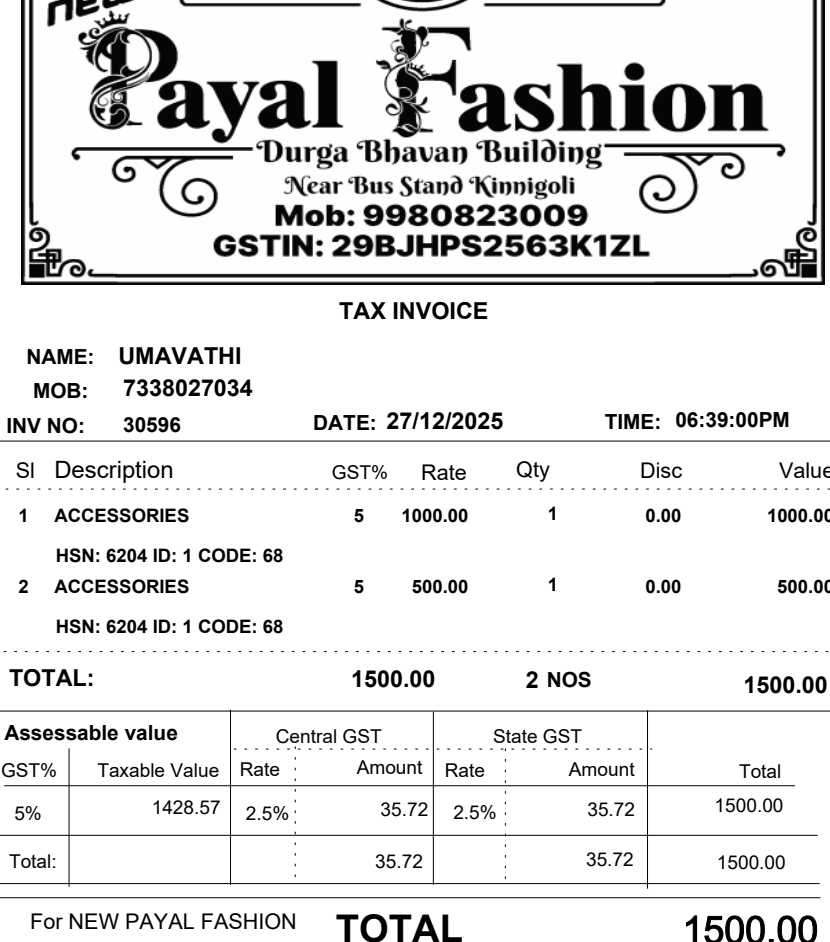 new
Payal Fashion
Durga Bhavan Building
Near Bus Stand Kinnigoli
Mob: 9980823009
GSTIN: 29BJHPS2563K1ZL
TAX INVOICE
NAME: UMAVATHI
MOB: 7338027034
INV NO: 30596 DATE: 27/12/2025 TIME: 06:39:00PM
Sl Description GST% Rate Qty Disc Value
1 ACCESSORIES 5 1000.00 1 0.00 1000.00
HSN: 6204 ID: 1 CODE: 68
2 ACCESSORIES 5 500.00 1 0.00 500.00
HSN: 6204 ID: 1 CODE: 68
TOTAL: 1500.00 2 NOS 1500.00
Assessable value Central GST State GST
GST% Taxable Value Rate Amount Rate Amount Total
5% 1428.57 2.5% 35.72 2.5% 35.72 1500.00
Total: 35.72 35.72 1500.00
For NEW PAYAL FASHION TOTAL 1500.00